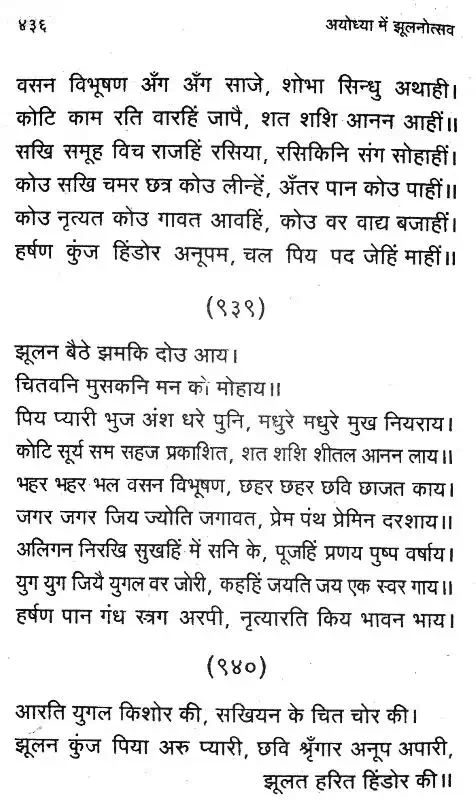 ४३६ अयोध्या में झूलनोत्सव
वसन विभूषण अँग अँग साजे, शोभा सिन्धु अथाही।
कोटि काम रति वारहिं जापै, शत शशि आनन आहीं॥
सखि समूह विच राजहिं रसिया, रसिकिनि संग सोहाहीं।
कोउ सखि चमर छत्र कोउ लीन्हें, अँतर पान कोउ पाहीं॥
कोउ नृत्यत कोउ गावत आवहिं, कोउ वर वाद्य बजाहीं।
हर्षण कुंज हिंडोर अनूपम, चल पिय पद जेहिं माहीं॥
(९३९)
झूलन बैठे झमकि दोउ आय।
चितवनि मुसकनि मन को मोहाय॥
पिय प्यारी भुज अंश धरे पुनि, मधुरे मधुरे मुख नियराय।
कोटि सूर्य सम सहज प्रकाशित, शत शशि शीतल आनन लाय॥
भहर भहर भल वसन विभूषण, छहर छहर छवि छाजत काय।
जगर जगर जिय ज्योति जगावत, प्रेम पंथ प्रेमिन दरशाय॥
अलिगन निरखि सुखहिं में सनि के, पूजहिं प्रणय पुष्प वर्षाय।
युग युग जियै युगल वर जोरी, कहहिं जयति जय एक स्वर गाय॥
हर्षण पान गंध स्त्रग अरपी, नृत्यारति किय भावन भाय।
(९४०)
आरति युगल किशोर की, सखियन के चित चोर की।
झूलन कुंज पिया अरु प्यारी, छवि श्रृँगार अनूप अपारी,
झूलत हरित हिंडोर की॥